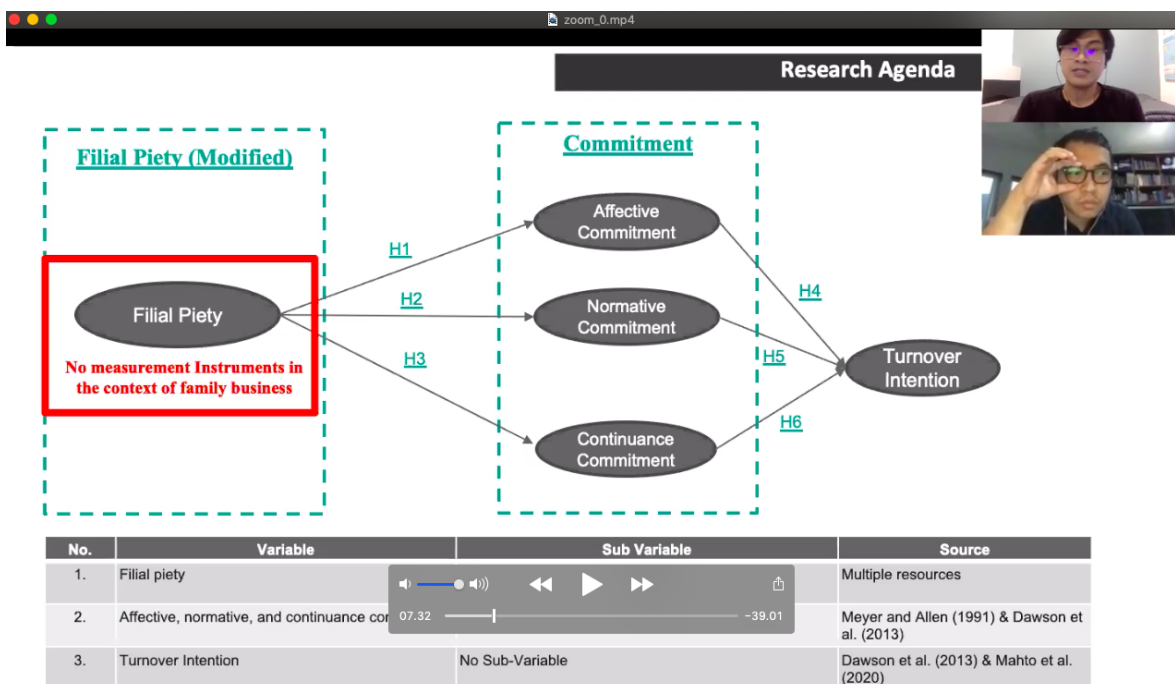 zoom_0.mp4
Research Agenda
Filial Piety (Modified)
Commitment
Affective
Commitment
H1
H4
Filial Piety
H2
Normative
Commitment
No measurement Instruments in
the context of family business
H3
H5
Turnover
Intention
H6
Continuance
Commitment
No. Variable Sub Variable Source
1. Filial piety Multiple resources
07.32 -39.01
2. Affective, normative, and continuance Meyer and Allen (1991) & Dawson et
al. (2013)
3. Turnover Intention No Sub-Variable Dawson et al. (2013) & Mahto et al.
(2020)